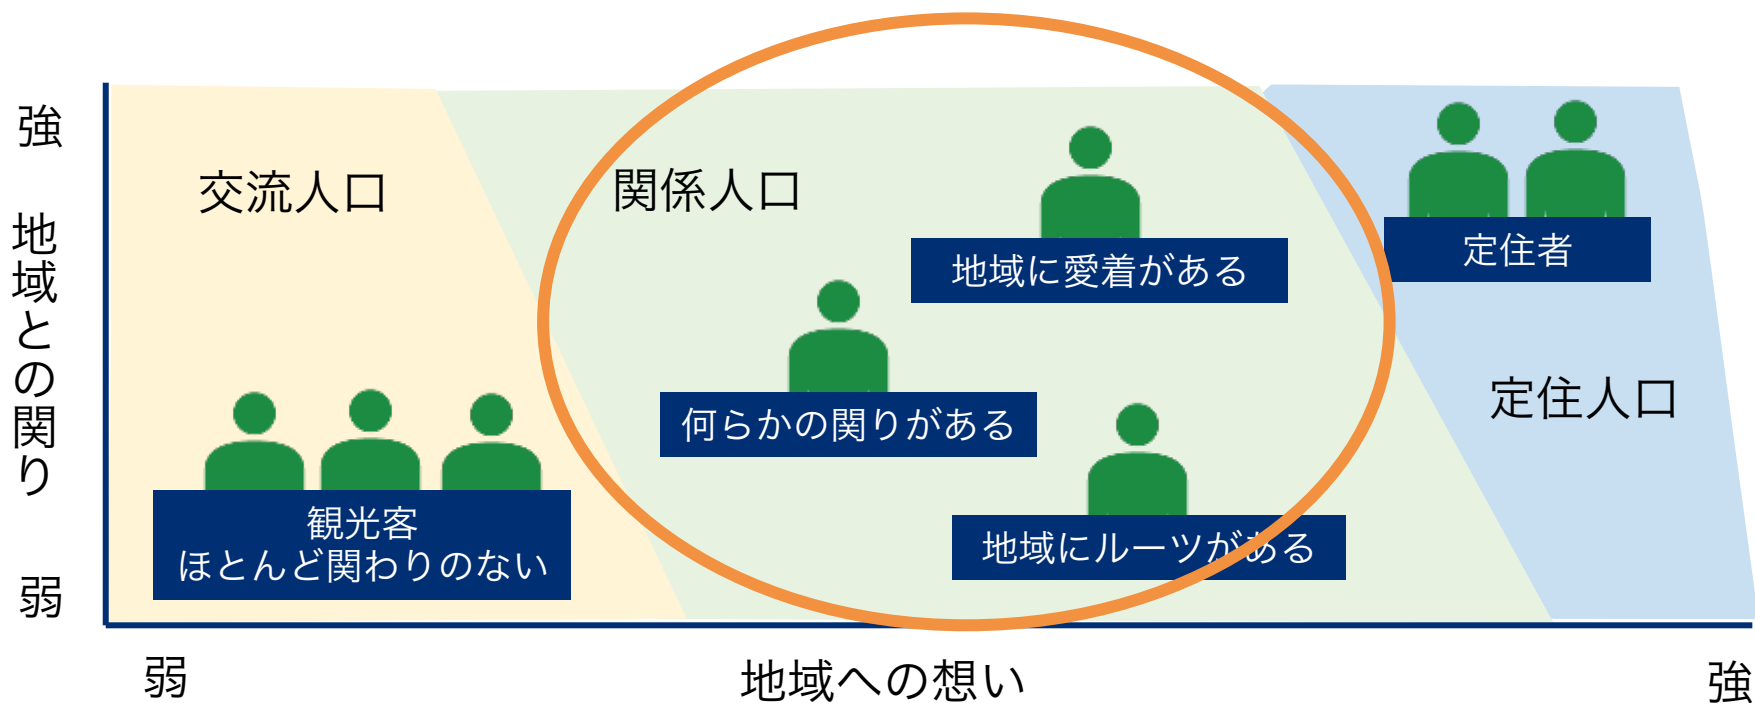 強
地域との関り
弱
交流人口
関係人口
地域に愛着がある
定住者
何らかの関りがある
定住人口
観光客
ほとんど関わりのない
地域にルーツがある
弱
地域への想い
強